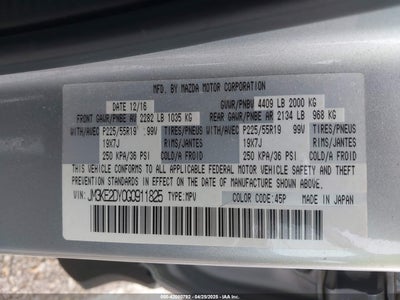 MFD. BY MAZDA MOTOR CORPORATION
DATE 12/16 GVWR/PNBV 4409 LB 2000 KG
FRONT GAWR/PNBE AV 2282 LB 1035 KG REAR GAWR/PNBE AR 2134 LB 968 KG
WITH/AVEC P225/55R19 99V TIRES/PNEUS WITH/AVEC P225/55R19 99V TIRES/PNEUS
19X7J RIMS/JANTES 19X7J RIMS/JANTES
250 KPA/36 PSI COLD/A FROID 250 KPA/36 PSI COLD/A FROID
THIS VEHICLE CONFORMS TO ALL APPLICABLE FEDERAL MOTOR VEHICLE
SAFETY, BUMPER, AND THEFT PREVENTION STANDARDS IN EFFECT
ON THE DATE OF MANUFACTURE SHOWN ABOVE.
VIN: JM3KE2DY0G0911825 TYPE:MPV COLOR CODE:45P MADE IN JAPAN
04/29/2025 - IAA Inc.